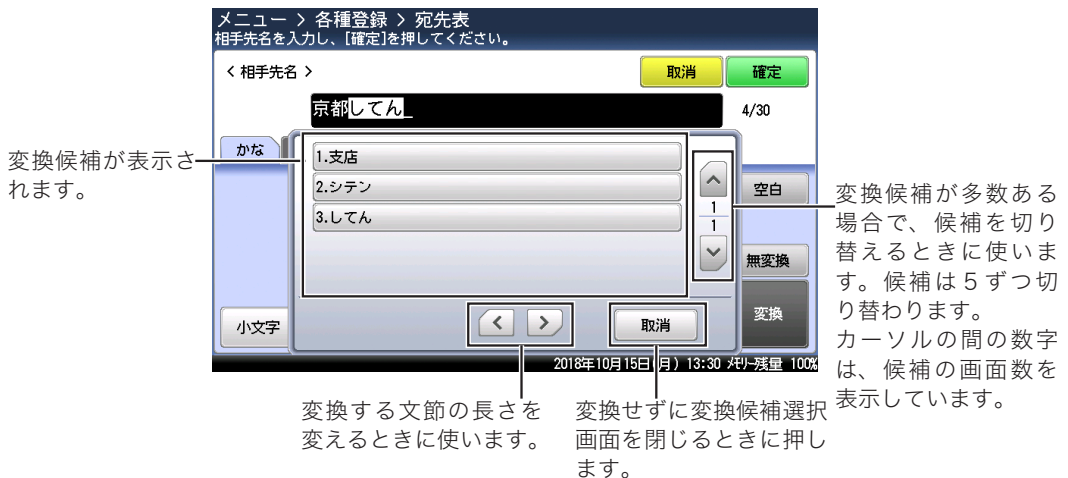 メニュー > 各種登録 > 宛先表
相手先名を入力し、[確定]を押してください。
< 相手先名 >
取消
確定
京都してん_
4/30
かな
1.支店
2.シテン
3.してん
1
1
空白
無変換
変換
小文字
< >
取消
2018年10月15日(月) 13:30 メモリー残量 100%
変換候補が表示さ
れます。
変換する文節の長さを
変えるときに使います。
変換せずに変換候補選択
画面を閉じるときに押し
ます。
変換候補が多数ある
場合で、候補を切り
替えるときに使いま
す。候補は５ずつ切
り替わります。
カーソルの間の数字
は、候補の画面数を
表示しています。